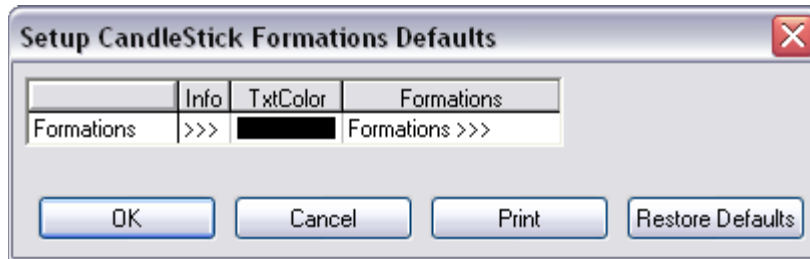 Setup CandleStick Formations Defaults
Info TxtColor Formations
Formations >>> Formations >>>
OK Cancel Print Restore Defaults